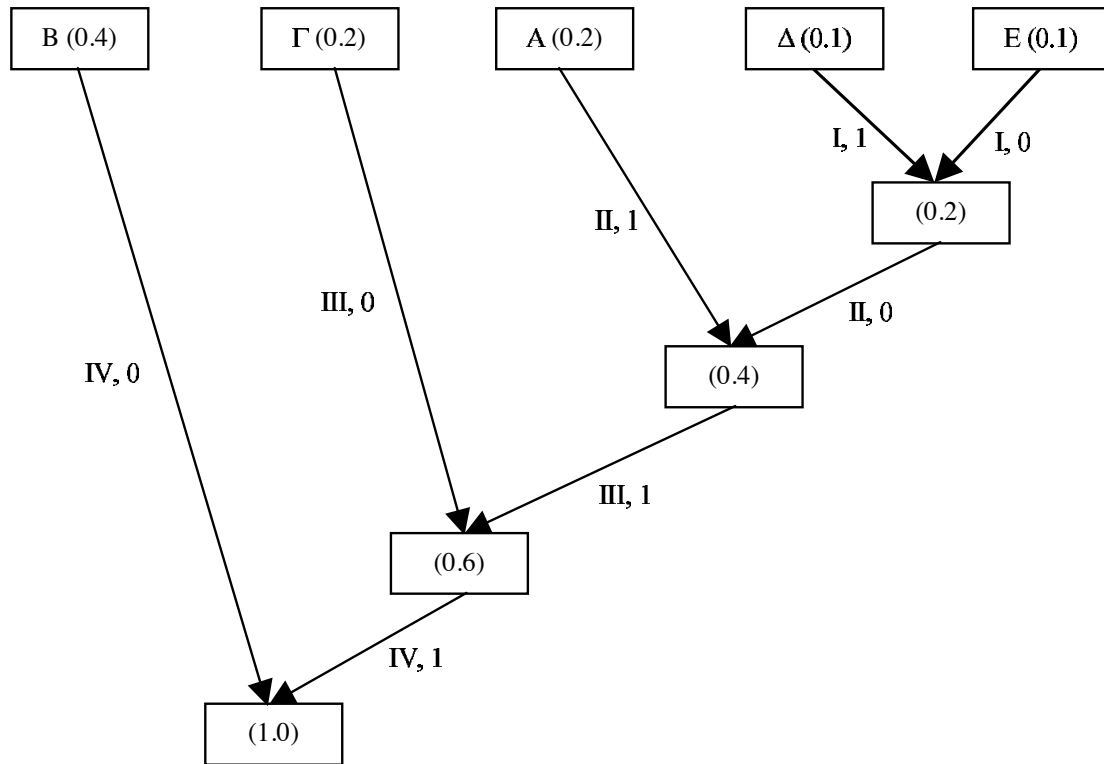 Β (0.4)
Γ (0.2)
Α (0.2)
Δ (0.1)
Ε (0.1)
I, 1
I, 0
(0.2)
II, 1
II, 0
III, 0
(0.4)
IV, 0
III, 1
(0.6)
IV, 1
(1.0)